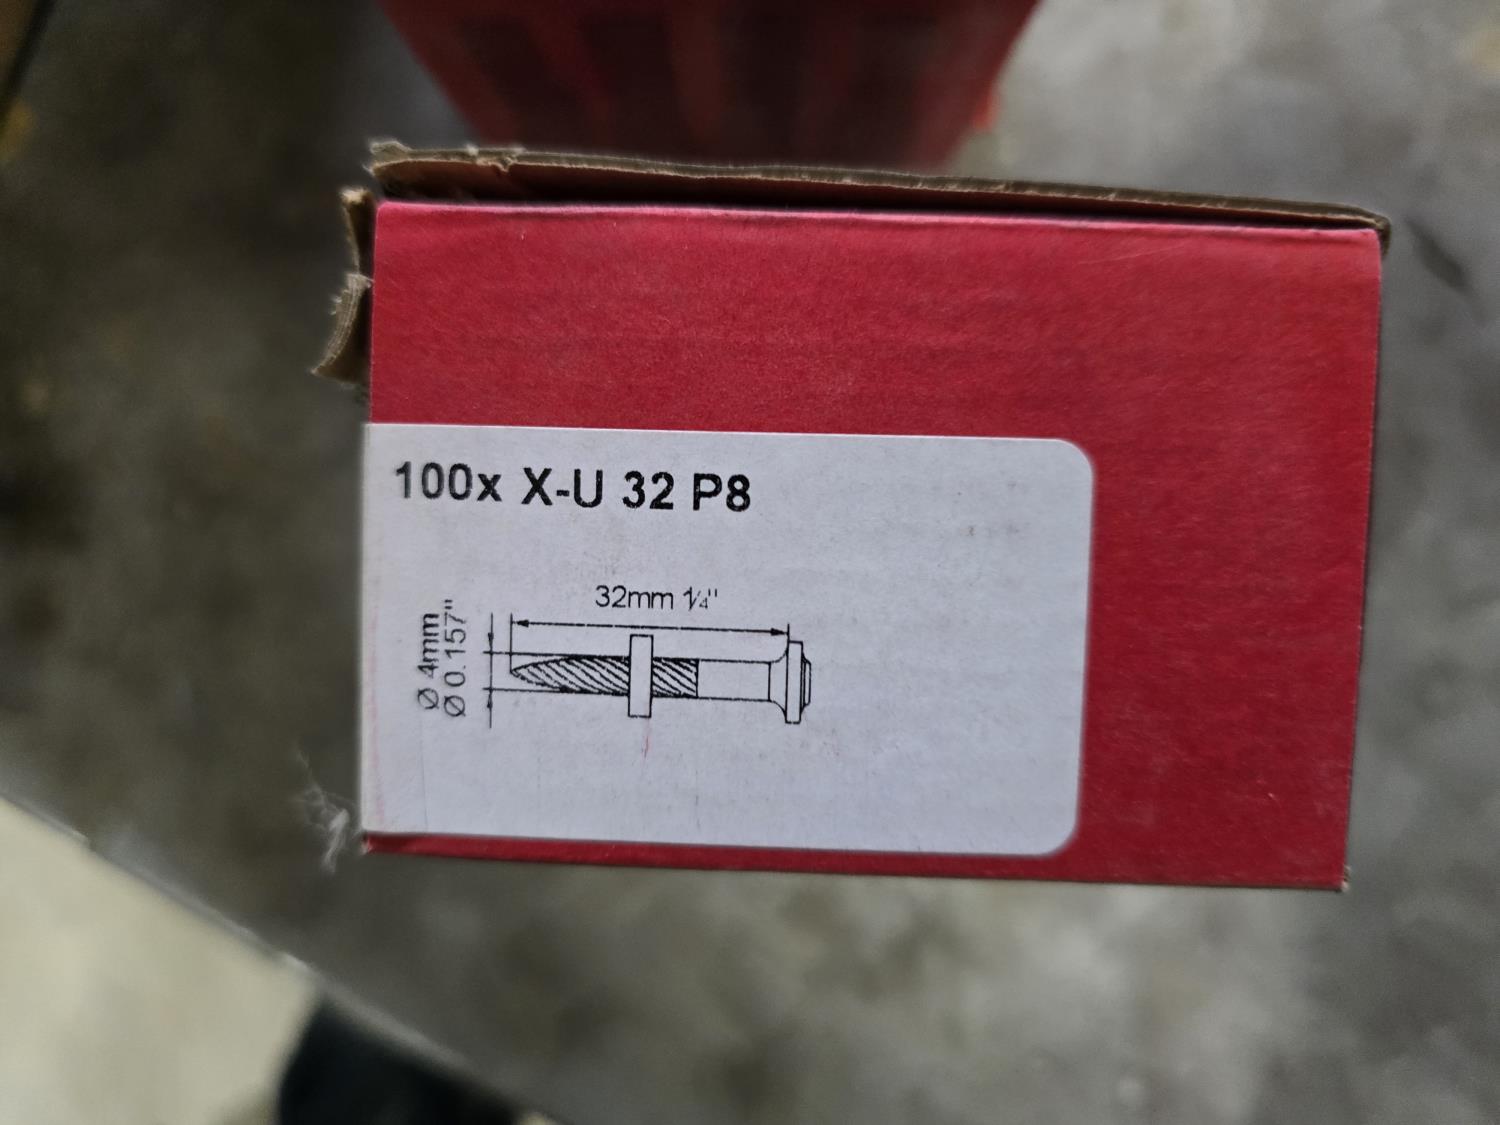 100x X-U 32 P8
32mm 1¼"
Ø 4mm
Ø 0.157"